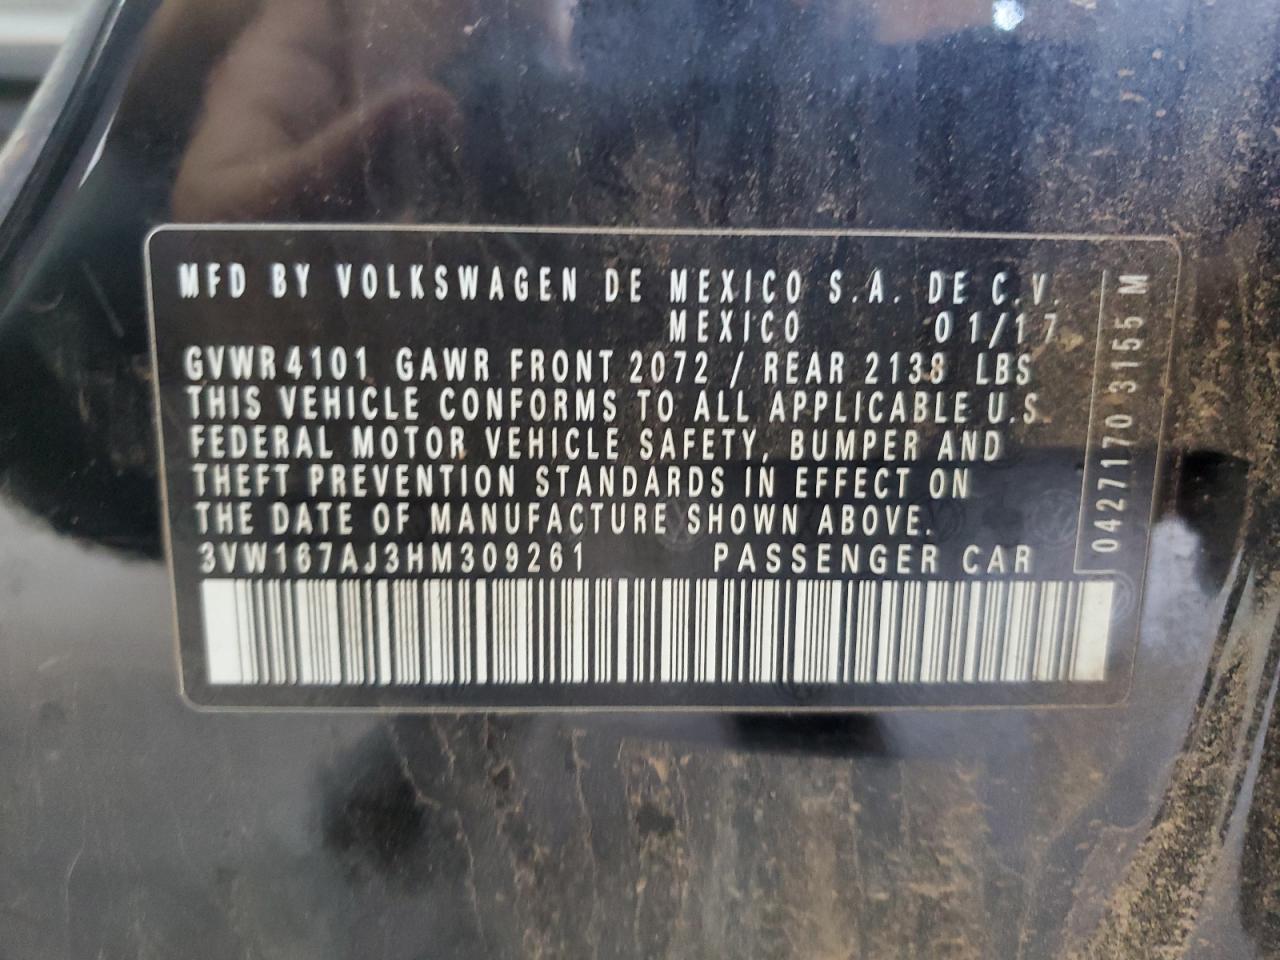 MFD BY VOLKSWAGEN DE MEXICO S.A. DE C.V.
MEXICO 01/17
GVWR 4101 GAWR FRONT 2072 / REAR 2138 LBS
THIS VEHICLE CONFORMS TO ALL APPLICABLE U.S.
FEDERAL MOTOR VEHICLE SAFETY, BUMPER AND
THEFT PREVENTION STANDARDS IN EFFECT ON
THE DATE OF MANUFACTURE SHOWN ABOVE.
3VW167AJ3HM309261 PASSENGER CAR
04271170 3155 M